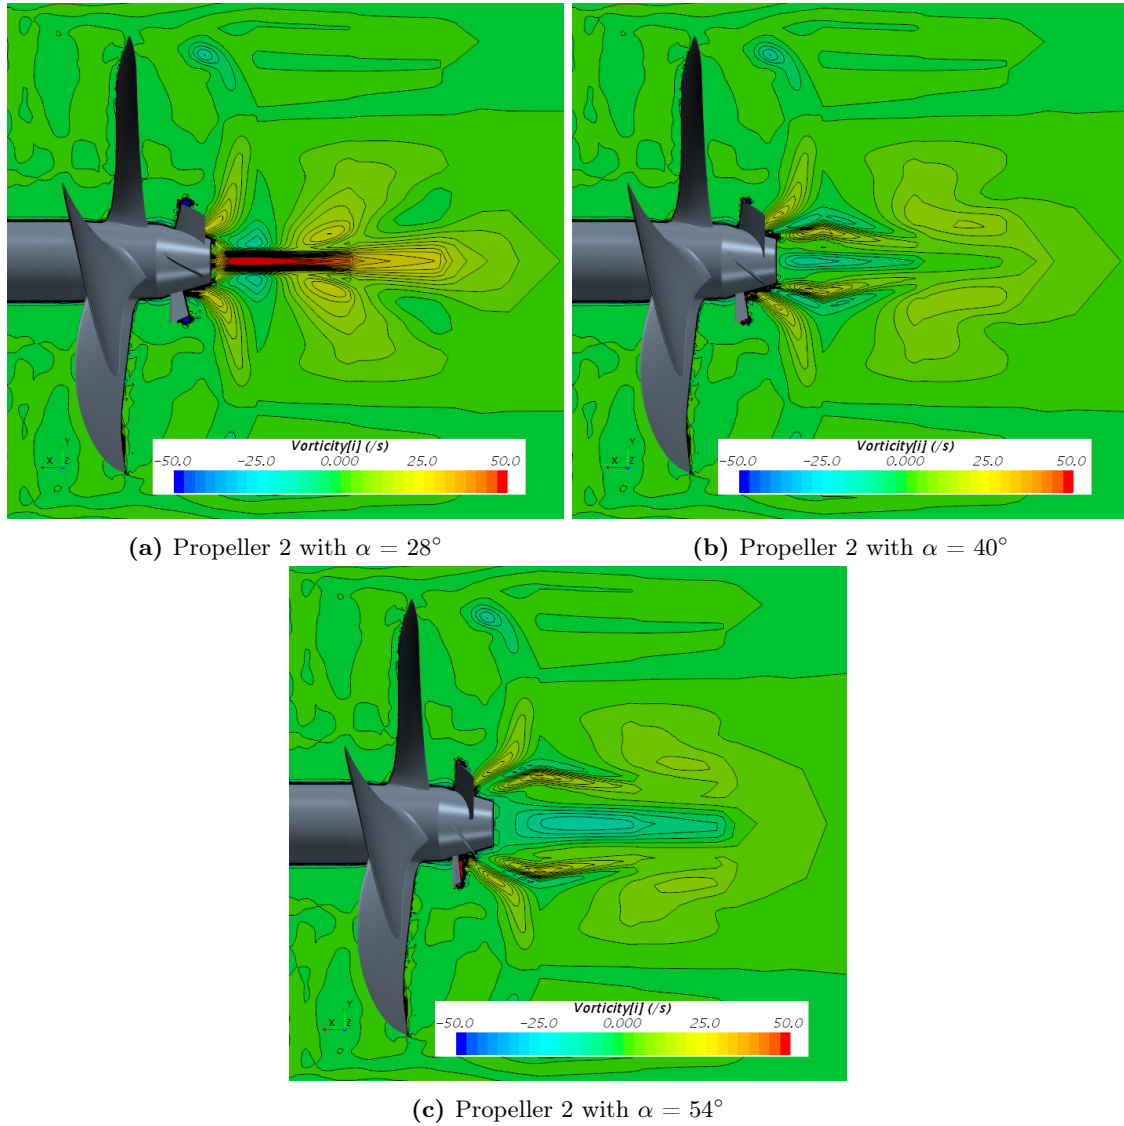 Vorticity[i] (/s)
-50.0 -25.0 0.000 25.0 50.0
Y
X Z
(a) Propeller 2 with α = 28°
Vorticity[i] (/s)
-50.0 -25.0 0.000 25.0 50.0
Y
X Z
(b) Propeller 2 with α = 40°
Vorticity[i] (/s)
-50.0 -25.0 0.000 25.0 50.0
Y
X Z
(c) Propeller 2 with α = 54°